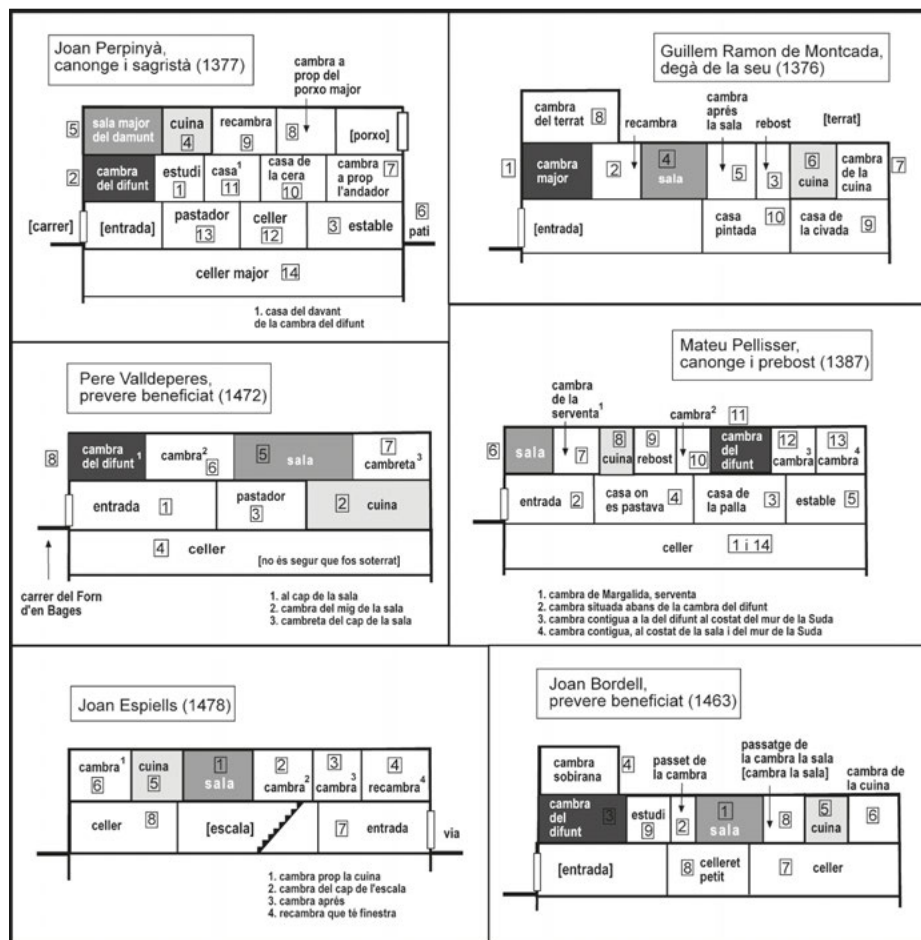 Joan Perpinyà,
canonge i sagristà (1377)
cambra a
prop del
porxo major
5
sala major
del damunt
cuina
4
recambra
9
8
[porxo]
2
cambra
del difunt
estudi
1
casa¹
11
casa de
la cera
10
cambra
a prop
l'andador
7
[carrer]
[entrada]
pastador
13
celler
12
3 estable
6
pati
celler major 14
1. casa del davant
de la cambra del difunt
Guillem Ramon de Montcada,
degà de la seu (1376)
cambra
del terrat
8
recambra
cambra
aprés
la sala
rebost
[terrat]
1
cambra
major
2
4
sala
5
3
6
cuina
cambra
de la
cuina
7
[entrada]
casa
pintada
10
casa de
la civada
9
Pere Valldeperes,
prevere beneficiat (1472)
8
cambra
del difunt¹
cambra²
6
5
sala
7
cambreta³
entrada 1
pastador
3
2 cuina
4 celler
[no és segur que fos soterrat]
carrer del Forn
d'en Bages
1. al cap de la sala
2. cambra del mig de la sala
3. cambreta del cap de la sala
Mateu Pellisser,
canonge i prebost (1387)
cambra
de la
serventa¹
cambra²
11
6
sala
7
8
cuina
9
rebost
10
cambra
del
difunt
12
cambra³
13
cambra⁴
entrada 2
casa on
es pastava
4
casa de
la palla
3
estable 5
celler 1 i 14
1. cambra de Margalida, serventa
2. cambra situada abans de la cambra del difunt
3. cambra contigua a la del difunt al costat del mur de la Suda
4. cambra contigua, al costat de la sala i del mur de la Suda
Joan Espiells (1478)
cambra¹
6
cuina
5
1
sala
2
cambra²
3
cambra³
4
recambra⁴
celler 8
[escala]
7 entrada
via
1. cambra prop la cuina
2. cambra del cap de l'escala
3. cambra aprés
4. recambra que té finestra
Joan Bordell,
prevere beneficiat (1463)
cambra
sobirana
4
passet de
la cambra
passatge de
la cambra la sala
[cambra la sala]
cambra de
la cuina
cambra
del
difunt
3
estudi
9
2
1
sala
8
5
cuina
6
[entrada]
8
celleret
petit
7 celler